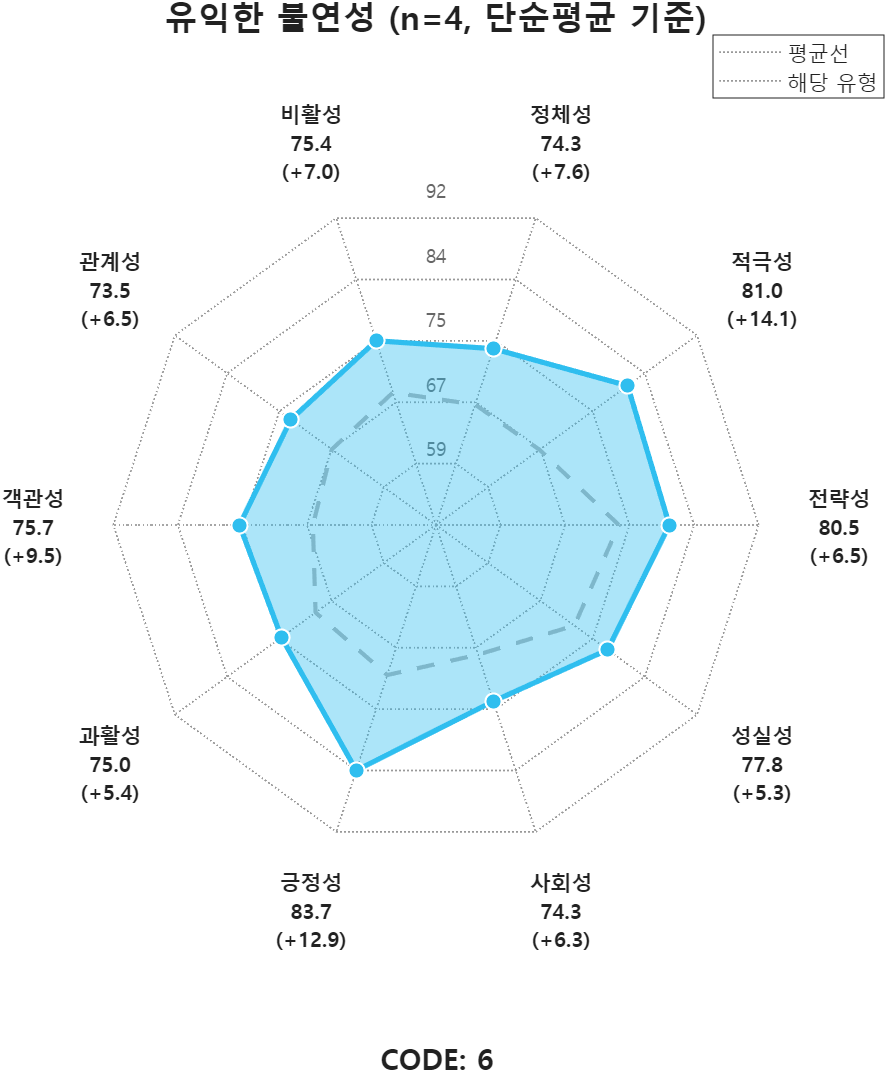 유익한 불연성 (n=4, 단순평균 기준)
평균선
해당 유형
비활성
75.4
(+7.0)
정체성
74.3
(+7.6)
92
84
75
67
59
관계성
73.5
(+6.5)
적극성
81.0
(+14.1)
객관성
75.7
(+9.5)
전략성
80.5
(+6.5)
과활성
75.0
(+5.4)
성실성
77.8
(+5.3)
긍정성
83.7
(+12.9)
사회성
74.3
(+6.3)
CODE: 6